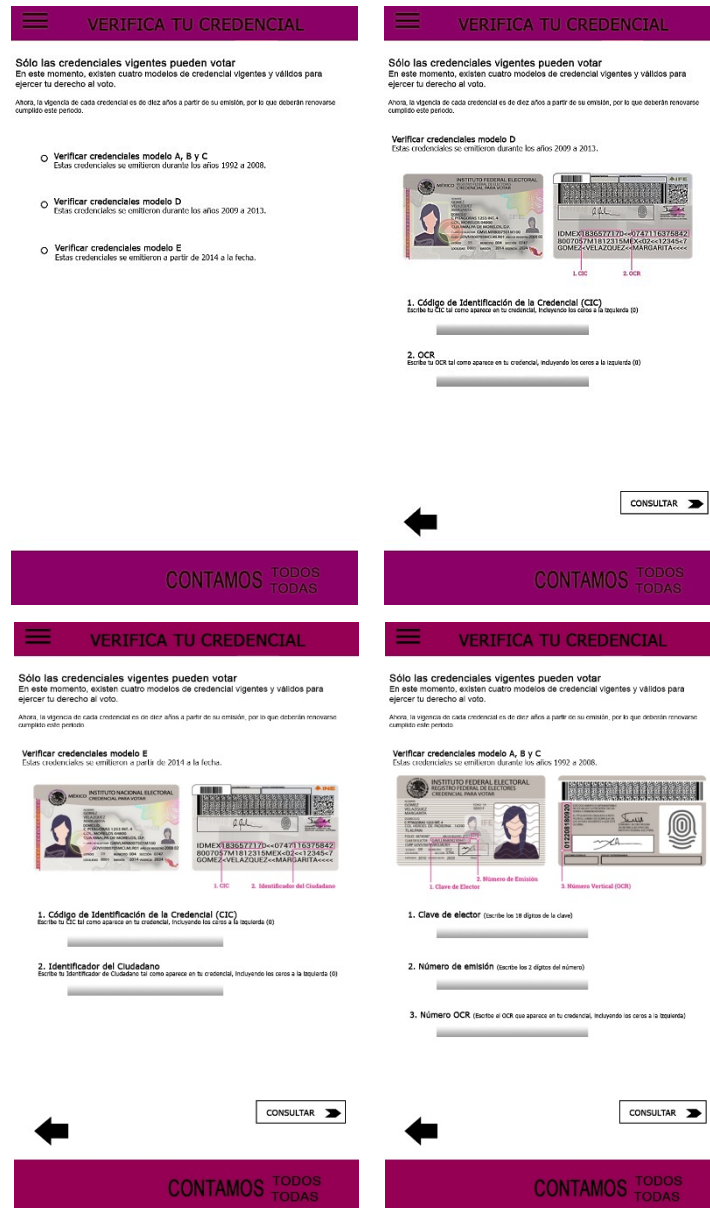 VERIFICA TU CREDENCIAL
Sólo las credenciales vigentes pueden votar
En este momento, existen cuatro modelos de credencial vigentes y válidos para
ejercer tu derecho al voto.
Ahora, la vigencia de cada credencial es de diez años a partir de su emisión, por lo que deberán renovarse
cumplido este periodo.
Verificar credenciales modelo A, B y C
Estas credenciales se emitieron durante los años 1992 a 2008.
Verificar credenciales modelo D
Estas credenciales se emitieron durante los años 2009 a 2013.
Verificar credenciales modelo E
Estas credenciales se emitieron a partir de 2014 a la fecha.
CONTAMOS TODOS
TODAS
VERIFICA TU CREDENCIAL
Sólo las credenciales vigentes pueden votar
En este momento, existen cuatro modelos de credencial vigentes y válidos para
ejercer tu derecho al voto.
Ahora, la vigencia de cada credencial es de diez años a partir de su emisión, por lo que deberán renovarse
cumplido este periodo.
Verificar credenciales modelo D
Estas credenciales se emitieron durante los años 2009 a 2013.
MÉXICO INSTITUTO FEDERAL ELECTORAL
REGISTRO FEDERAL DE ELECTORES
CREDENCIAL PARA VOTAR
IFE
IDMEX183657717D<<0747116375842
8007057M1812315MEX<02<<12345<7
GOMEZ<VELAZQUEZ<<MARGARITA<<<<
1. CIC
2. OCR
1. Código de Identificación de la Credencial (CIC)
Escribe tu CIC tal como aparece en tu credencial, incluyendo los ceros a la izquierda (0)
2. OCR
Escribe tu OCR tal como aparece en tu credencial, incluyendo los ceros a la izquierda (0)
CONSULTAR
CONTAMOS TODOS
TODAS
VERIFICA TU CREDENCIAL
Sólo las credenciales vigentes pueden votar
En este momento, existen cuatro modelos de credencial vigentes y válidos para
ejercer tu derecho al voto.
Ahora, la vigencia de cada credencial es de diez años a partir de su emisión, por lo que deberán renovarse
cumplido este periodo.
Verificar credenciales modelo E
Estas credenciales se emitieron a partir de 2014 a la fecha.
MÉXICO INSTITUTO NACIONAL ELECTORAL
CREDENCIAL PARA VOTAR
INE
IDMEX183657717D<<0747116375842
8007057M1812315MEX<02<<12345<7
GOMEZ<VELAZQUEZ<<MARGARITA<<<<
1. CIC
2. Identificador del Ciudadano
1. Código de Identificación de la Credencial (CIC)
Escribe tu CIC tal como aparece en tu credencial, incluyendo los ceros a la izquierda (0)
2. Identificador del Ciudadano
Escribe tu Identificador de Ciudadano tal como aparece en tu credencial, incluyendo los ceros a la izquierda (0)
CONSULTAR
CONTAMOS TODOS
TODAS
VERIFICA TU CREDENCIAL
Sólo las credenciales vigentes pueden votar
En este momento, existen cuatro modelos de credencial vigentes y válidos para
ejercer tu derecho al voto.
Ahora, la vigencia de cada credencial es de diez años a partir de su emisión, por lo que deberán renovarse
cumplido este periodo.
Verificar credenciales modelo A, B y C
Estas credenciales se emitieron durante los años 1992 a 2008.
INSTITUTO FEDERAL ELECTORAL
REGISTRO FEDERAL DE ELECTORES
CREDENCIAL PARA VOTAR
1. Clave de Elector
2. Número de Emisión
3. Número Vertical (OCR)
1. Clave de elector (Escribe los 18 dígitos de la clave)
2. Número de emisión (Escribe los 2 dígitos del número)
3. Número OCR (Escribe el OCR que aparece en tu credencial, incluyendo los ceros a la izquierda)
CONSULTAR
CONTAMOS TODOS
TODAS